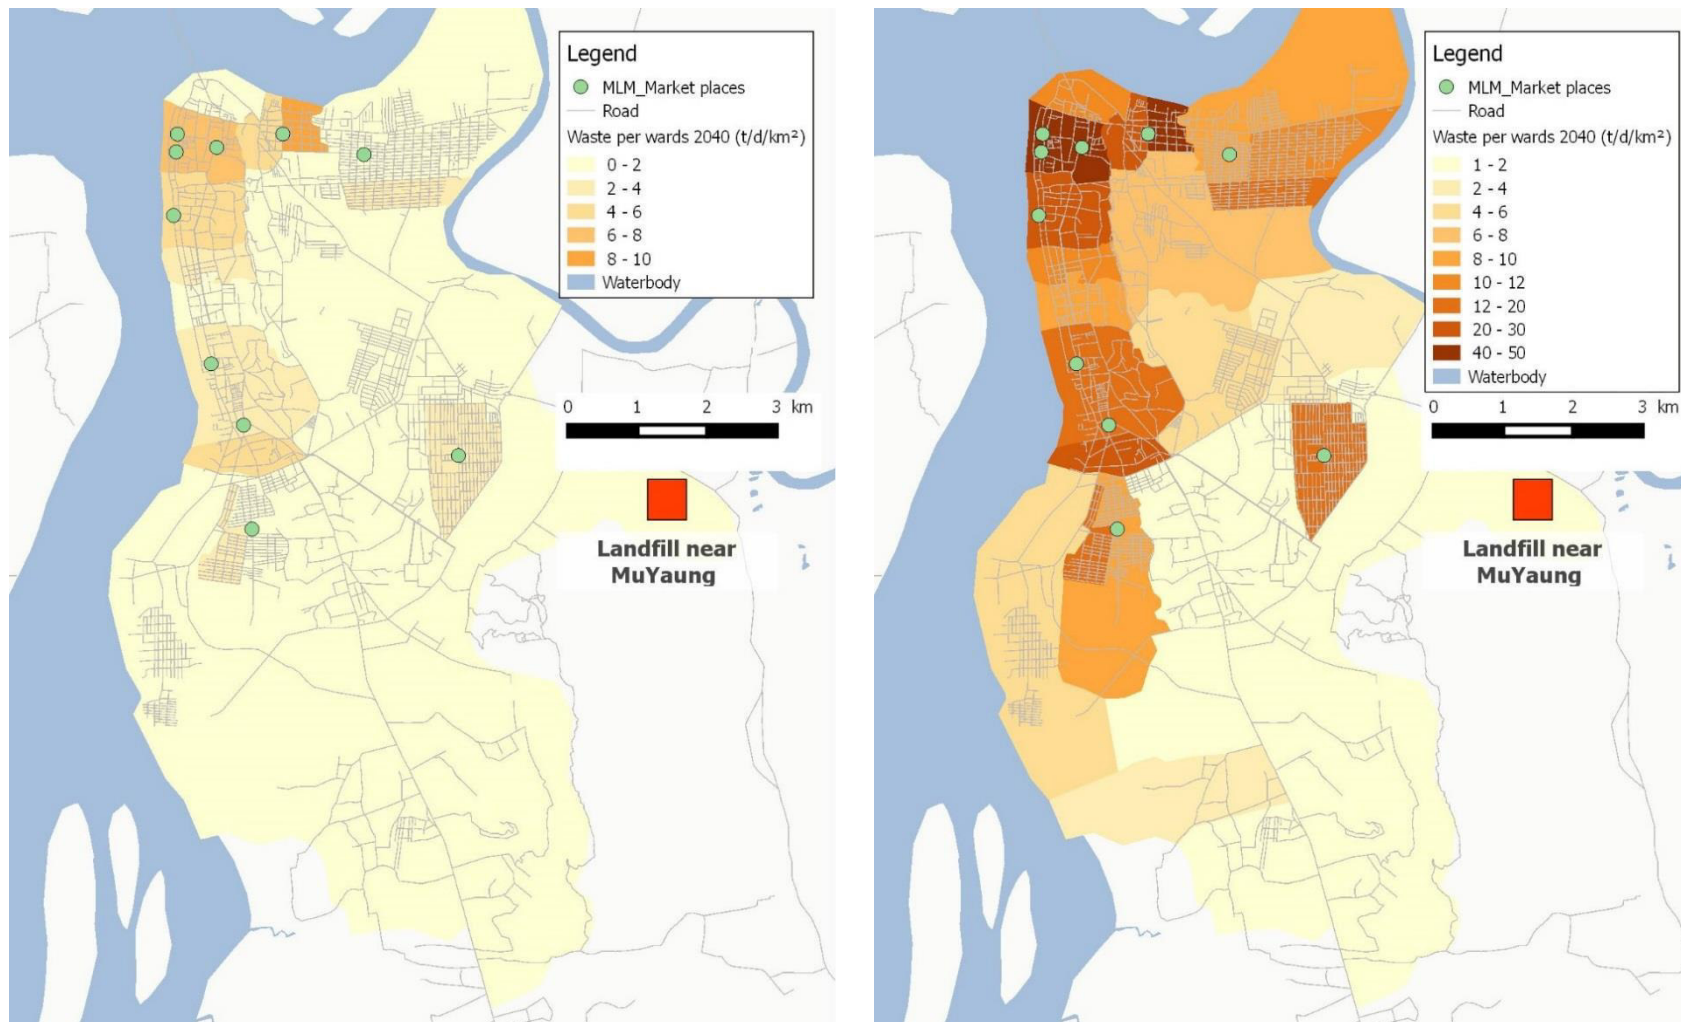 Legend
MLM_Market places
Road
Waste per wards 2040 (t/d/km²)
0 - 2
2 - 4
4 - 6
6 - 8
8 - 10
Waterbody
0 1 2 3 km
Landfill near
MuYaung
Legend
MLM_Market places
Road
Waste per wards 2040 (t/d/km²)
1 - 2
2 - 4
4 - 6
6 - 8
8 - 10
10 - 12
12 - 20
20 - 30
40 - 50
Waterbody
0 1 2 3 km
Landfill near
MuYaung